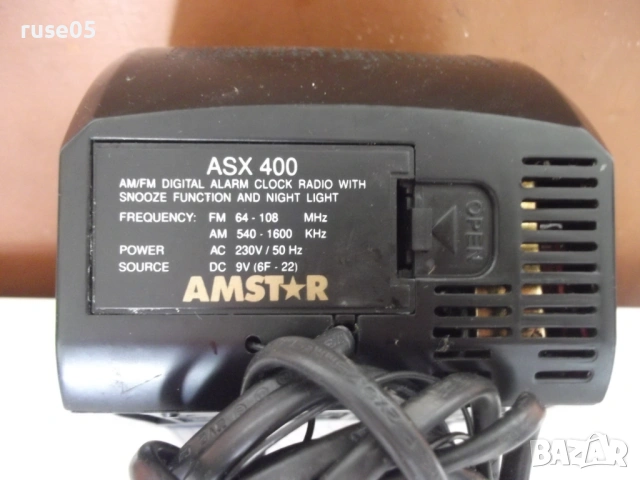 ruse05
ASX 400
AM/FM DIGITAL ALARM CLOCK RADIO WITH
SNOOZE FUNCTION AND NIGHT LIGHT
FREQUENCY: FM 64 - 108 MHz
AM 540 - 1600 KHz
POWER AC 230V / 50 Hz
SOURCE DC 9V (6F - 22)
AMST★R
OPEN
BAZAR